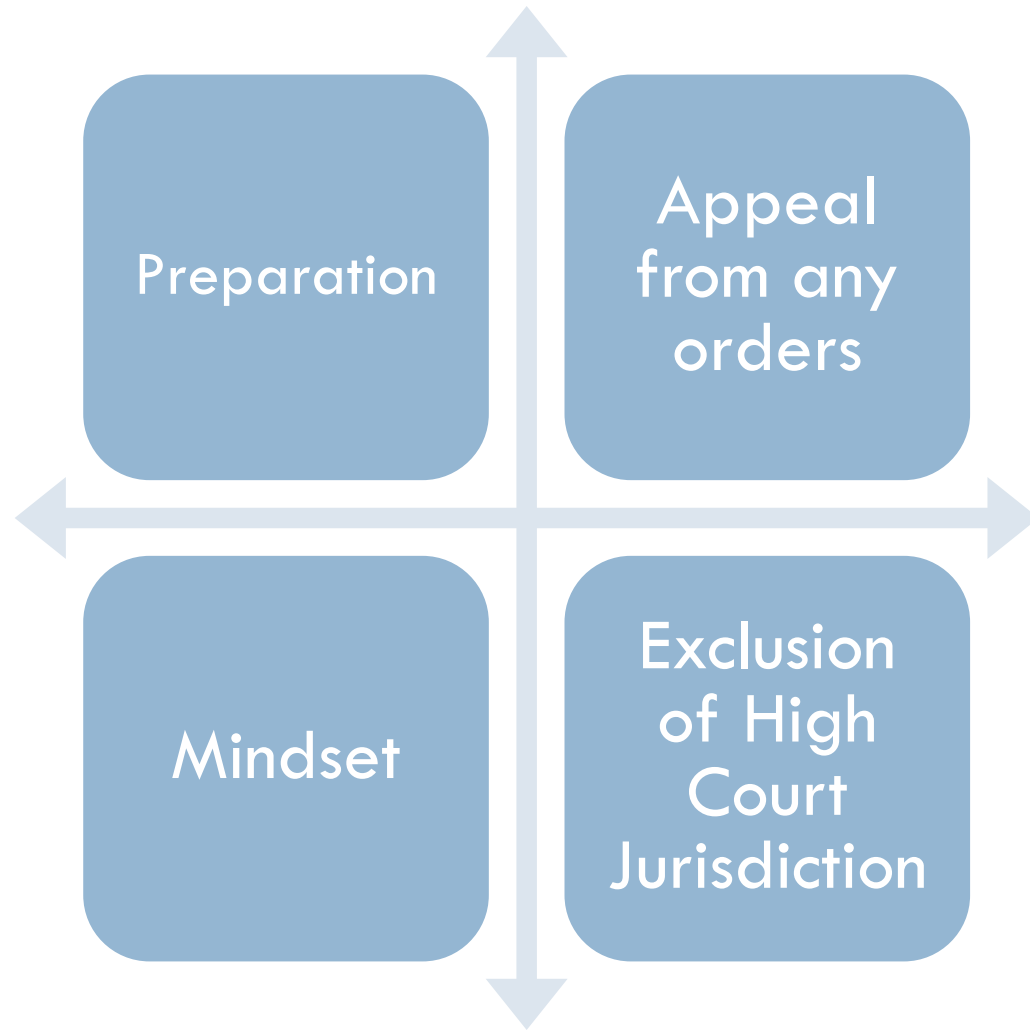 Preparation
Appeal
from any
orders
Mindset
Exclusion
of High
Court
Jurisdiction